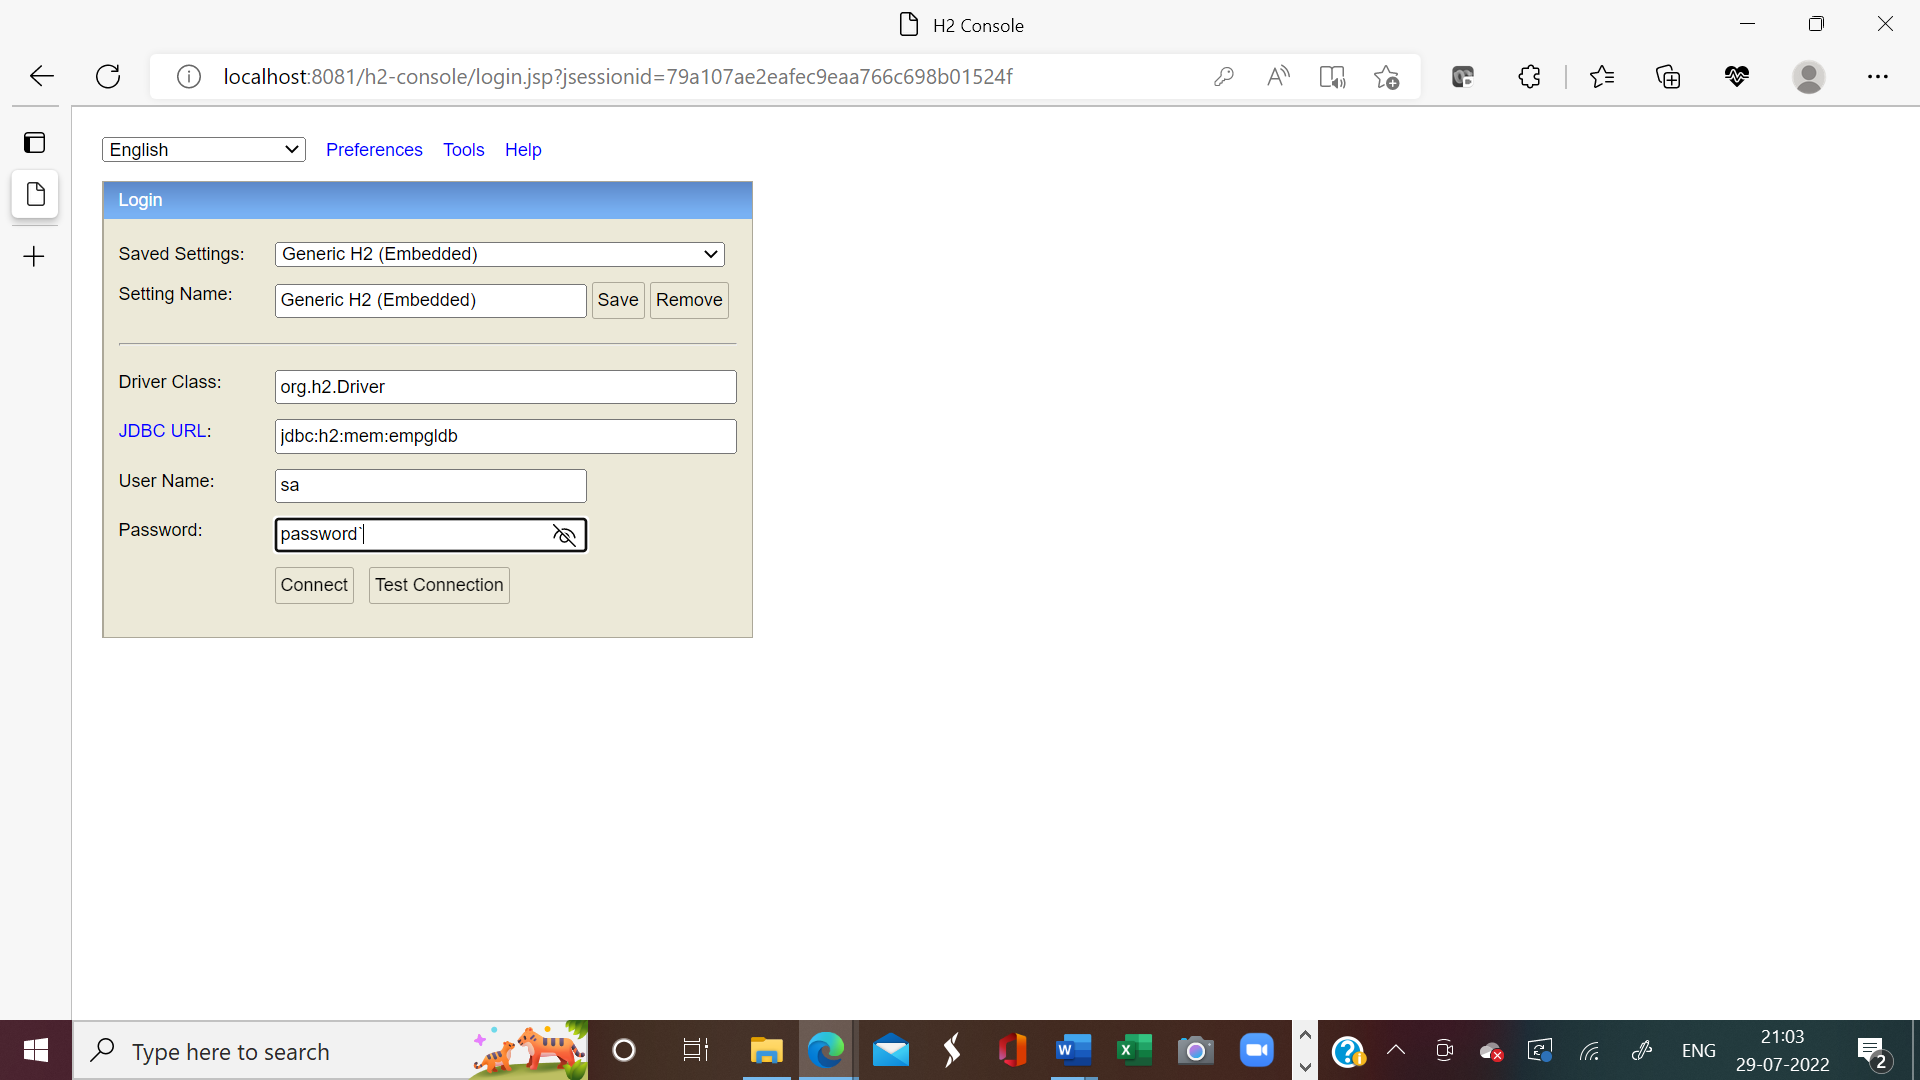 H2 Console
localhost:8081/h2-console/login.jsp?jsessionid=79a107ae2eafec9eaa766c698b01524f
English Preferences Tools Help
Login
Saved Settings: Generic H2 (Embedded)
Setting Name: Generic H2 (Embedded) Save Remove
Driver Class: org.h2.Driver
JDBC URL: jdbc:h2:mem:empgldb
User Name: sa
Password: password`
Connect Test Connection
Type here to search
ENG
21:03
29-07-2022
2